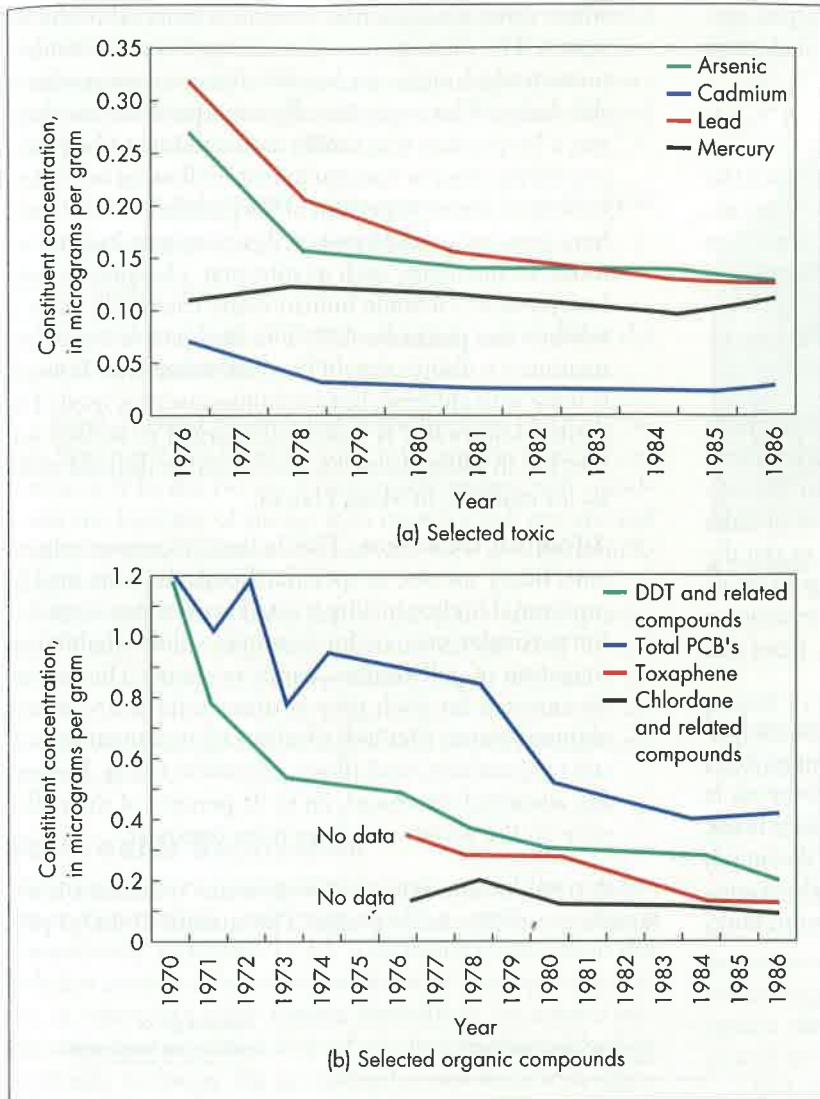 Constituent concentration,
in micrograms per gram
0.35
0.30
0.25
0.20
0.15
0.10
0.05
0
Arsenic
Cadmium
Lead
Mercury
1976
1977
1978
1979
1980
1981
1982
1983
1984
1985
1986
Year
(a) Selected toxic
Constituent concentration,
in micrograms per gram
1.2
1.0
0.8
0.6
0.4
0.2
0
DDT and related
compounds
Total PCB's
Toxaphene
Chlordane
and related
compounds
No data
No data
1970
1971
1972
1973
1974
1975
1976
1977
1978
1979
1980
1981
1982
1983
1984
1985
1986
Year
(b) Selected organic compounds